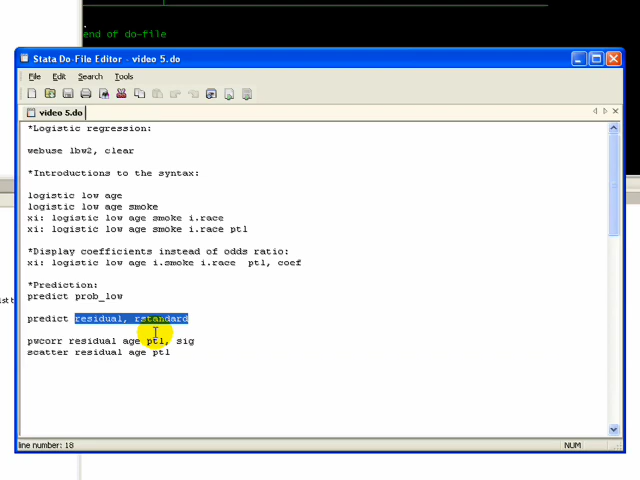 .
end of do-file
Stata Do-File Editor - video 5.do
File Edit Search Tools
video 5.do
*Logistic regression:
webuse lbw2, clear
*Introductions to the syntax:
logistic low age
logistic low age smoke
xi: logistic low age smoke i.race
xi: logistic low age smoke i.race ptl
*Display coefficients instead of odds ratio:
xi: logistic low age i.smoke i.race ptl, coef
*Prediction:
predict prob_low
predict residual, rstandard
pwcorr residual age ptl, sig
scatter residual age ptl
line number: 18 NUM